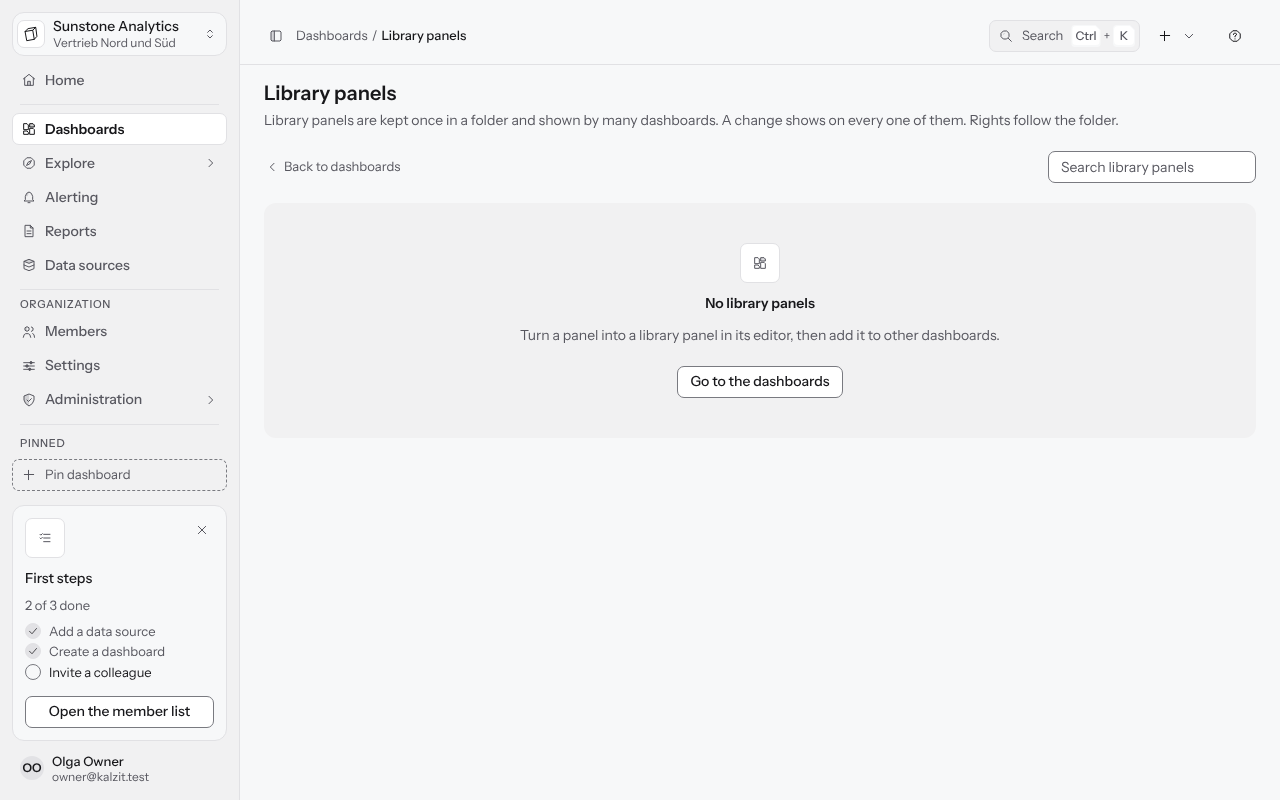 Sunstone Analytics
Vertrieb Nord und Süd
Home
Dashboards
Explore
Alerting
Reports
Data sources
ORGANIZATION
Members
Settings
Administration
PINNED
Pin dashboard
First steps
2 of 3 done
Add a data source
Create a dashboard
Invite a colleague
Open the member list
OO
Olga Owner
owner@kalzit.test
Dashboards / Library panels
Search Ctrl + K
Library panels
Library panels are kept once in a folder and shown by many dashboards. A change shows on every one of them. Rights follow the folder.
Back to dashboards
Search library panels
No library panels
Turn a panel into a library panel in its editor, then add it to other dashboards.
Go to the dashboards